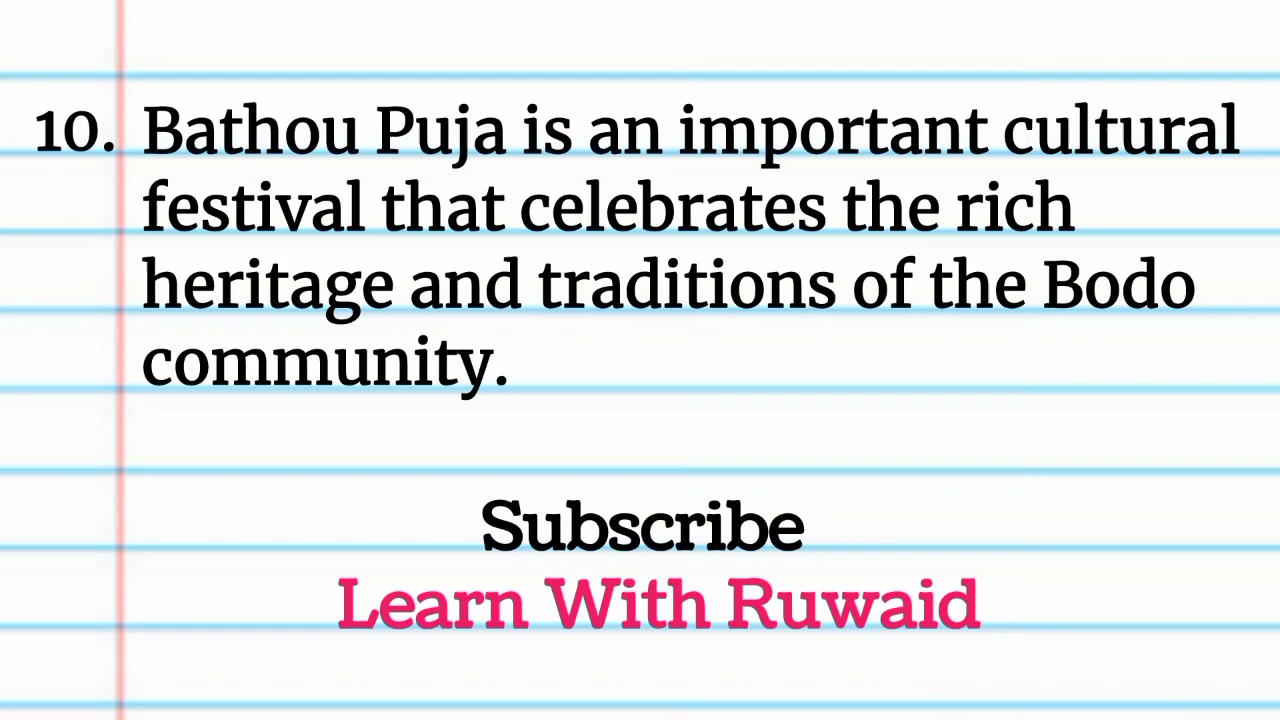 10. Bathou Puja is an important cultural
festival that celebrates the rich
heritage and traditions of the Bodo
community.
Subscribe
Learn With Ruwaid